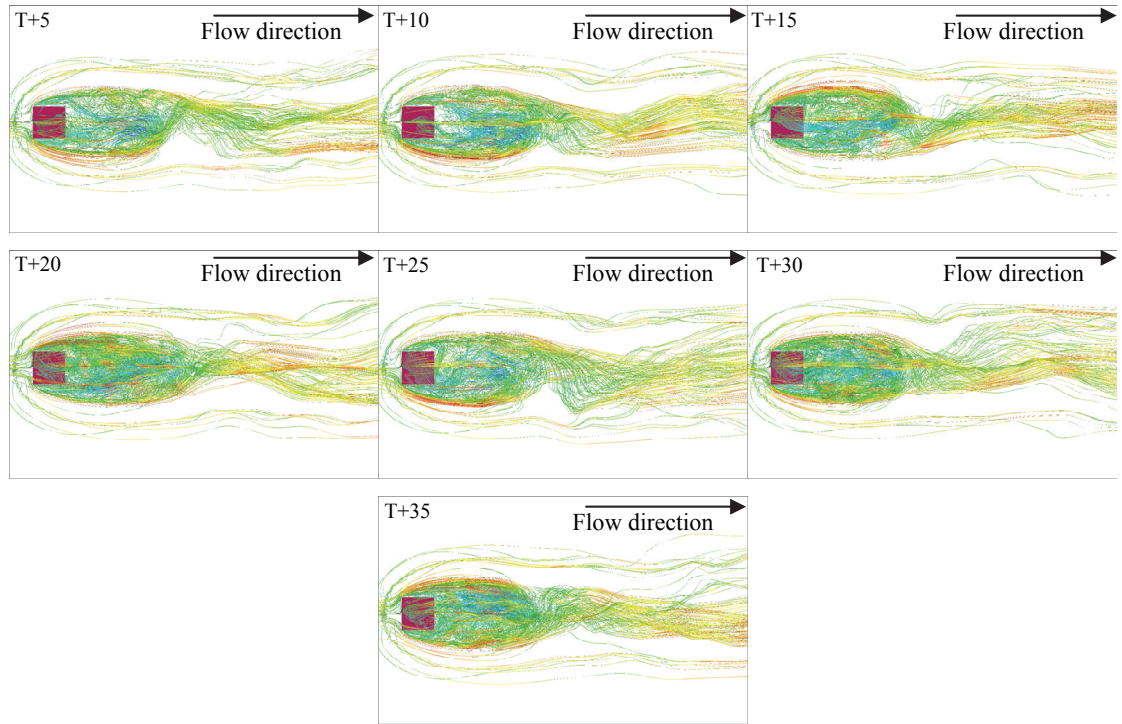 T+5
Flow direction
T+10
Flow direction
T+15
Flow direction
T+20
Flow direction
T+25
Flow direction
T+30
Flow direction
T+35
Flow direction